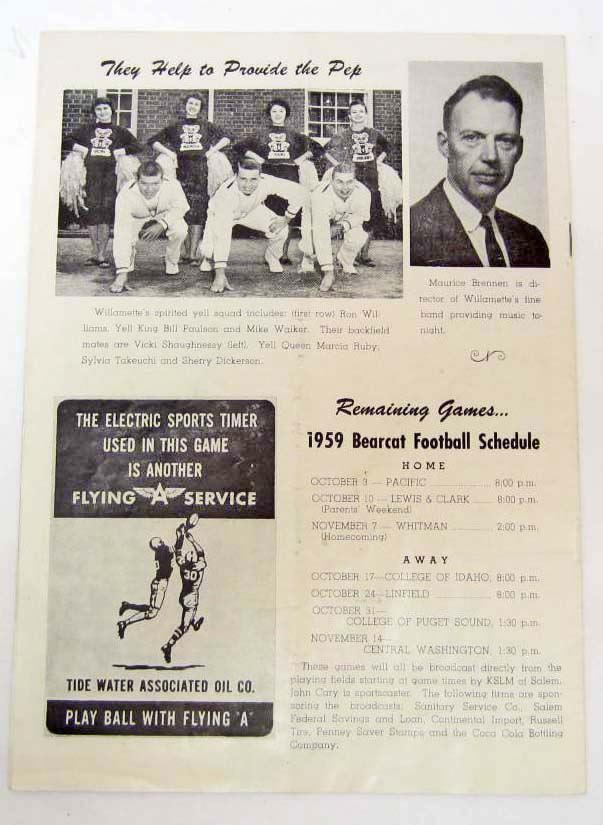 They Help to Provide the Pep
Willamette's spirited yell squad includes: (first row) Ron Wil-
liams, Yell King Bill Paulson and Mike Walker. Their backfield
mates are Vicki Shaughnessy (left), Yell Queen Marcia Ruby,
Sylvia Takeuchi and Sherry Dickerson.
Maurice Brennen is di-
rector of Willamette's fine
band providing music to-
night.
THE ELECTRIC SPORTS TIMER
USED IN THIS GAME
IS ANOTHER
FLYING A SERVICE
30
TIDE WATER ASSOCIATED OIL CO.
PLAY BALL WITH FLYING "A"
Remaining Games...
1959 Bearcat Football Schedule
HOME
OCTOBER 3 — PACIFIC 8:00 p.m.
OCTOBER 10 — LEWIS & CLARK 8:00 p.m.
(Parents' Weekend)
NOVEMBER 7 — WHITMAN 2:00 p.m.
(Homecoming)
AWAY
OCTOBER 17—COLLEGE OF IDAHO, 8:00 p.m.
OCTOBER 24—LINFIELD 8:00 p.m.
OCTOBER 31—
COLLEGE OF PUGET SOUND, 1:30 p.m.
NOVEMBER 14—
CENTRAL WASHINGTON, 1:30 p.m.
These games will all be broadcast directly from the
playing fields starting at game times by KSLM of Salem.
John Cary is sportscaster. The following firms are spon-
soring the broadcasts: Sanitary Service Co., Salem
Federal Savings and Loan, Continental Import, Russell
Tire, Penney Saver Stamps and the Coca Cola Bottling
Company.